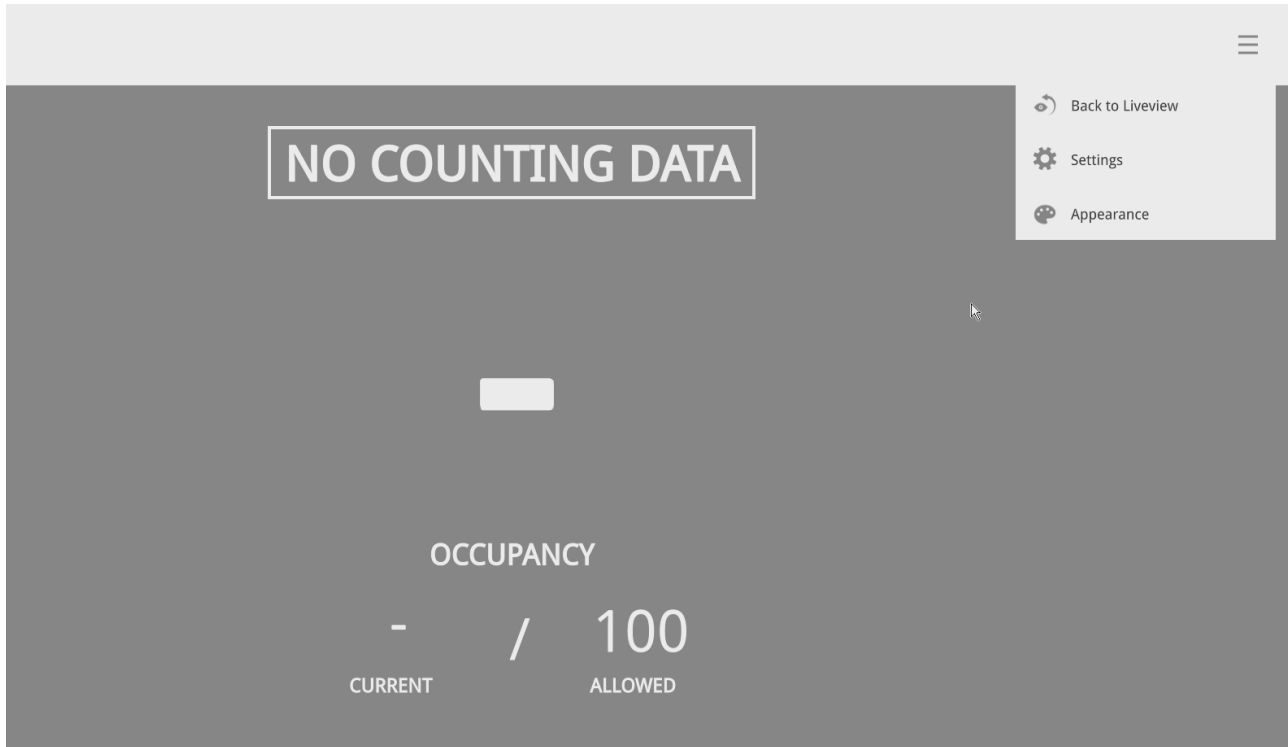 Back to Liveview
NO COUNTING DATA
Settings
Appearance
OCCUPANCY
- / 100
CURRENT ALLOWED